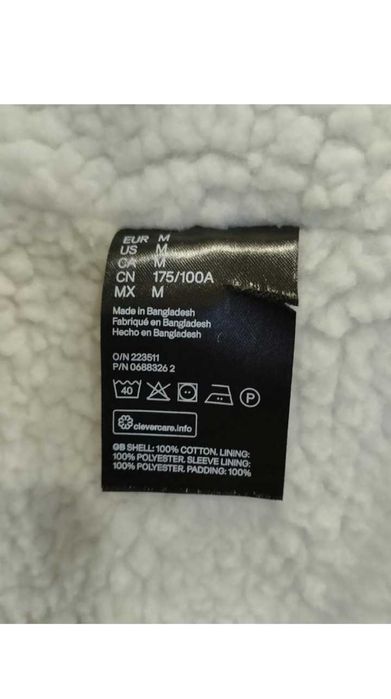 EUR M
US M
CA M
CN 175/100A
MX M
Made in Bangladesh
Fabriqué en Bangladesh
Hecho en Bangladesh
O/N 223511
P/N 0688326 2
40 P
clevercare.info
GB SHELL: 100% COTTON. LINING:
100% POLYESTER. SLEEVE LINING:
100% POLYESTER. PADDING: 100%